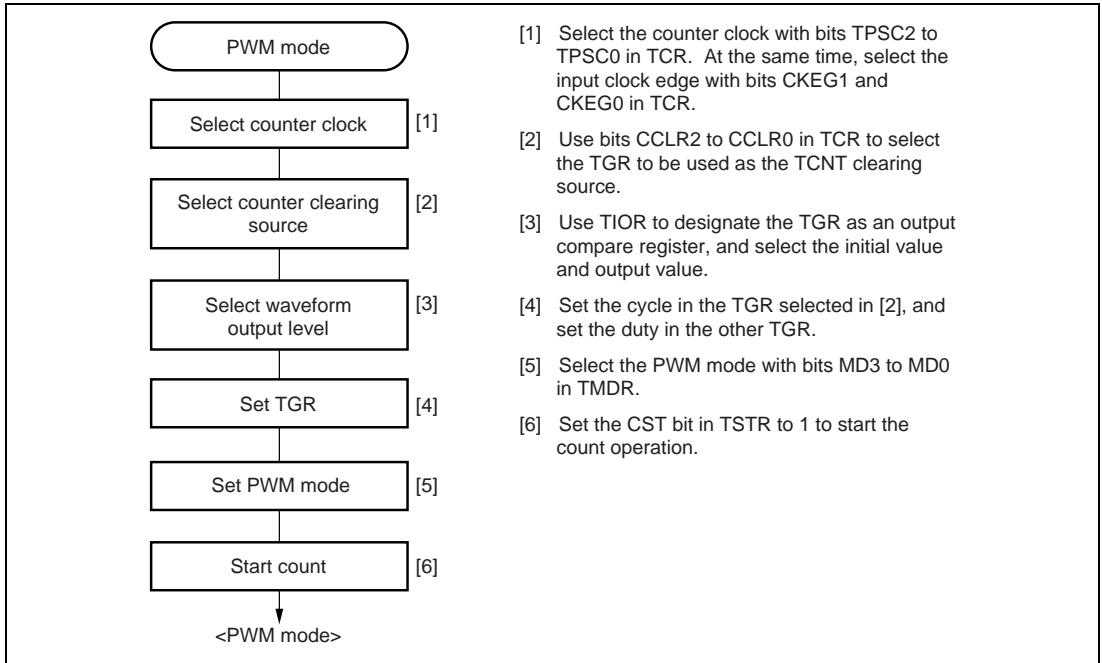 PWM mode
Select counter clock
[1]
Select counter clearing
source
[2]
Select waveform
output level
[3]
Set TGR
[4]
Set PWM mode
[5]
Start count
[6]
<PWM mode>
[1] Select the counter clock with bits TPSC2 to
TPSC0 in TCR. At the same time, select the
input clock edge with bits CKEG1 and
CKEG0 in TCR.
[2] Use bits CCLR2 to CCLR0 in TCR to select
the TGR to be used as the TCNT clearing
source.
[3] Use TIOR to designate the TGR as an output
compare register, and select the initial value
and output value.
[4] Set the cycle in the TGR selected in [2], and
set the duty in the other TGR.
[5] Select the PWM mode with bits MD3 to MD0
in TMDR.
[6] Set the CST bit in TSTR to 1 to start the
count operation.